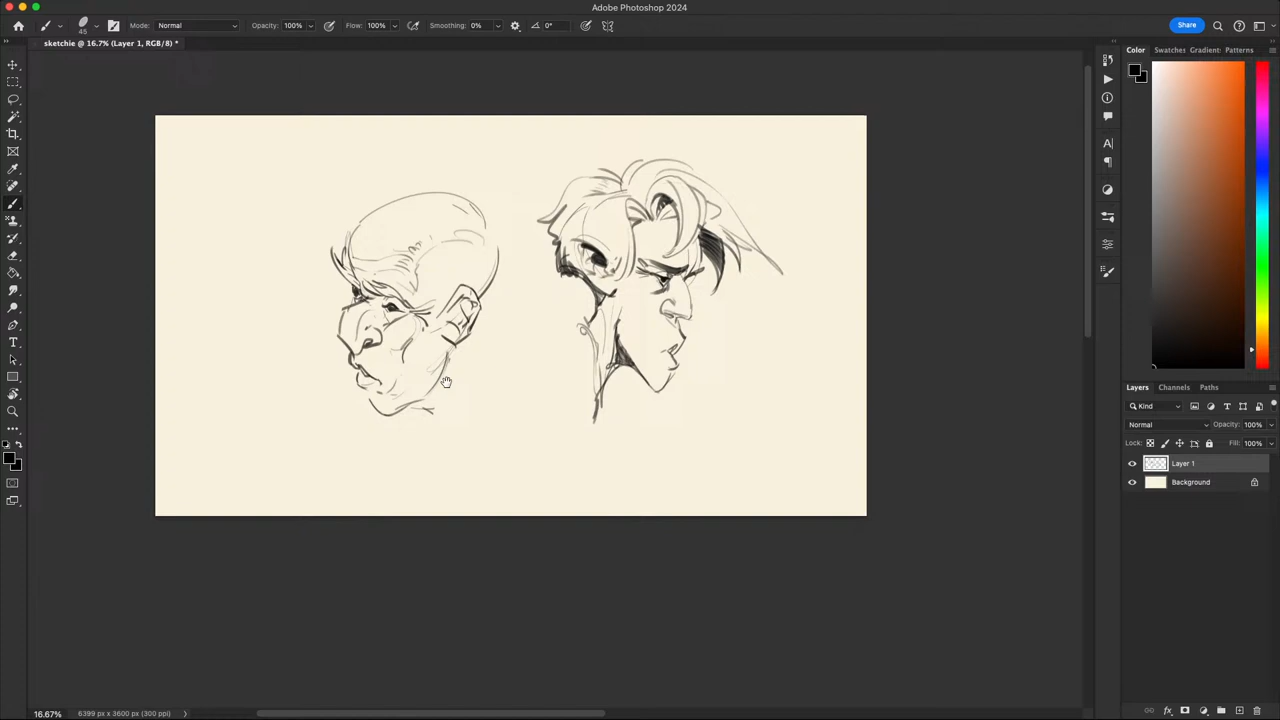 Adobe Photoshop 2024
45 Mode: Normal Opacity: 100% Flow: 100% Smoothing: 0% 0° Share
sketchie @ 16.7% (Layer 1, RGB/8) *
Color Swatches Gradient Patterns
Layers Channels Paths
Kind
Normal Opacity: 100%
Lock: Fill: 100%
Layer 1
Background
16.67% 6399 px x 3600 px (300 ppi)